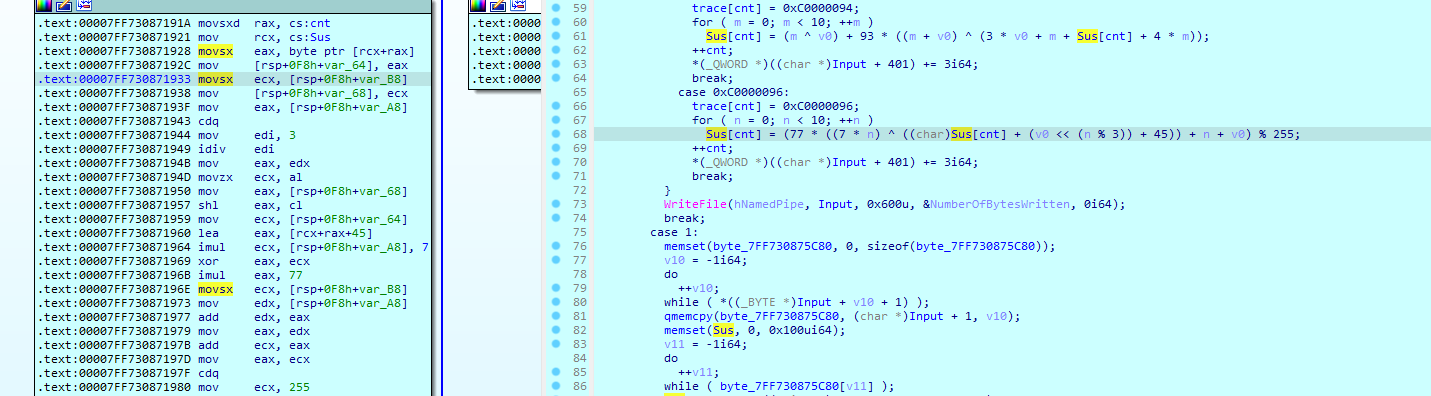 .text:00007FF73087191A movsxd rax, cs:cnt
.text:00007FF730871921 mov rcx, cs:Sus
.text:00007FF730871928 movsx eax, byte ptr [rcx+rax]
.text:00007FF73087192C mov [rsp+0F8h+var_64], eax
.text:00007FF730871933 movsx ecx, [rsp+0F8h+var_B8]
.text:00007FF730871938 mov [rsp+0F8h+var_68], ecx
.text:00007FF73087193F mov eax, [rsp+0F8h+var_A8]
.text:00007FF730871943 cdq
.text:00007FF730871944 mov edi, 3
.text:00007FF730871949 idiv edi
.text:00007FF73087194B mov eax, edx
.text:00007FF73087194D movzx ecx, al
.text:00007FF730871950 mov eax, [rsp+0F8h+var_68]
.text:00007FF730871957 shl eax, cl
.text:00007FF730871959 mov ecx, [rsp+0F8h+var_64]
.text:00007FF730871960 lea eax, [rcx+rax+45]
.text:00007FF730871964 imul ecx, [rsp+0F8h+var_A8], 7
.text:00007FF730871969 xor eax, ecx
.text:00007FF73087196B imul eax, 77
.text:00007FF73087196E movsx ecx, [rsp+0F8h+var_B8]
.text:00007FF730871973 mov edx, [rsp+0F8h+var_A8]
.text:00007FF730871977 add edx, eax
.text:00007FF730871979 mov eax, edx
.text:00007FF73087197B add ecx, eax
.text:00007FF73087197D mov eax, ecx
.text:00007FF73087197F cdq
.text:00007FF730871980 mov ecx, 255
.text:0000
.text:0000
.text:0000
.text:0000
59 trace[cnt] = 0xC0000094;
60 for ( m = 0; m < 10; ++m )
61 Sus[cnt] = (m ^ v0) + 93 * ((m + v0) ^ (3 * v0 + m + Sus[cnt] + 4 * m));
62 ++cnt;
63 *(_QWORD *)((char *)Input + 401) += 3i64;
64 break;
65 case 0xC0000096:
66 trace[cnt] = 0xC0000096;
67 for ( n = 0; n < 10; ++n )
68 Sus[cnt] = (77 * ((7 * n) ^ ((char)Sus[cnt] + (v0 << (n % 3)) + 45)) + n + v0) % 255;
69 ++cnt;
70 *(_QWORD *)((char *)Input + 401) += 3i64;
71 break;
72 }
73 WriteFile(hNamedPipe, Input, 0x600u, &NumberOfBytesWritten, 0i64);
74 break;
75 case 1:
76 memset(byte_7FF730875C80, 0, sizeof(byte_7FF730875C80));
77 v10 = -1i64;
78 do
79 ++v10;
80 while ( *((_BYTE *)Input + v10 + 1) );
81 qmemcpy(byte_7FF730875C80, (char *)Input + 1, v10);
82 memset(Sus, 0, 0x100ui64);
83 v11 = -1i64;
84 do
85 ++v11;
86 while ( byte_7FF730875C80[v11] );